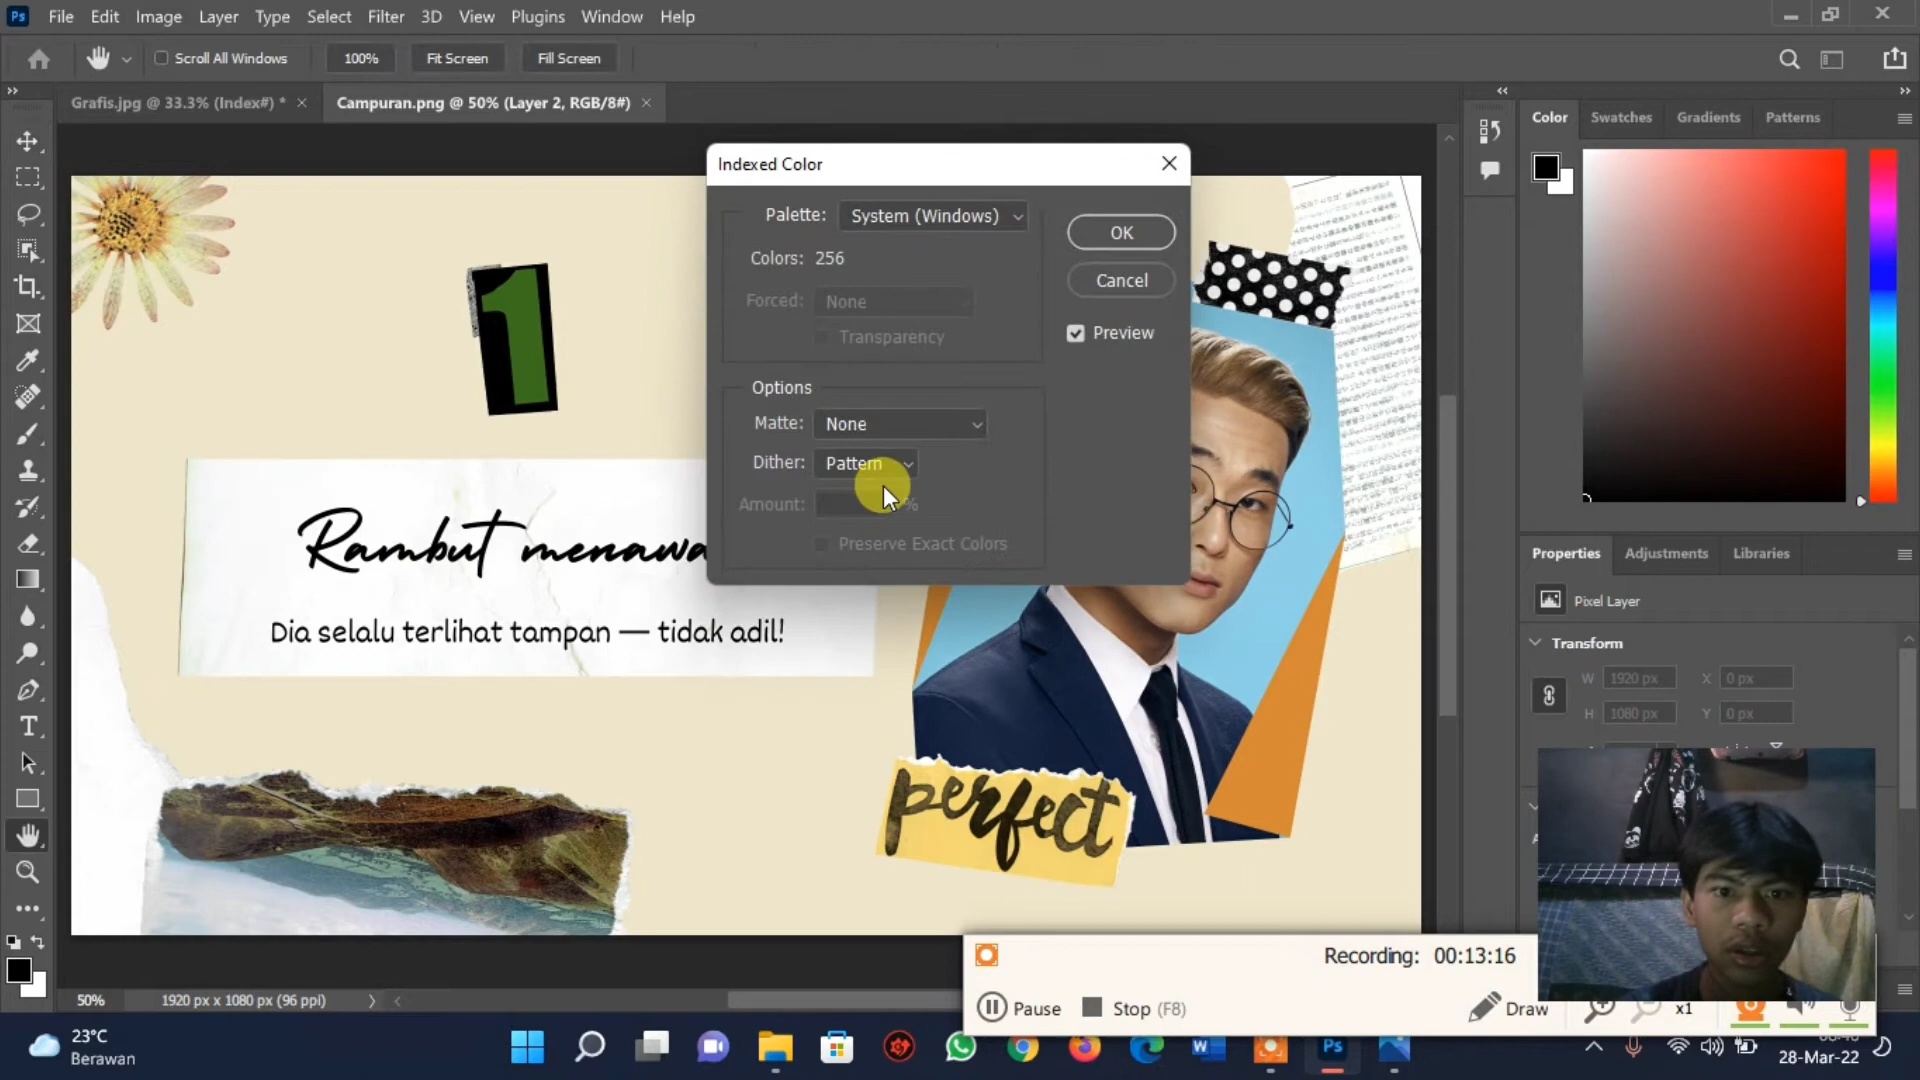 Ps File Edit Image Layer Type Select Filter 3D View Plugins Window Help
Scroll All Windows 100% Fit Screen Fill Screen
Grafis.jpg @ 33.3% (Index#) * Campuran.png @ 50% (Layer 2, RGB/8#)
Color Swatches Gradients Patterns
Indexed Color
Palette: System (Windows)
OK
Colors: 256
Cancel
Forced: None
Transparency
Preview
Options
Matte: None
Dither: Pattern
Amount: %
Preserve Exact Colors
1
Rambut menawa
Dia selalu terlihat tampan — tidak adil!
perfect
Properties Adjustments Libraries
Pixel Layer
Transform
W 1920 px X 0 px
H 1080 px Y 0 px
50% 1920 px x 1080 px (96 ppi)
Recording: 00:13:16
Pause Stop (F8) Draw x1
23°C
Berawan
28-Mar-22